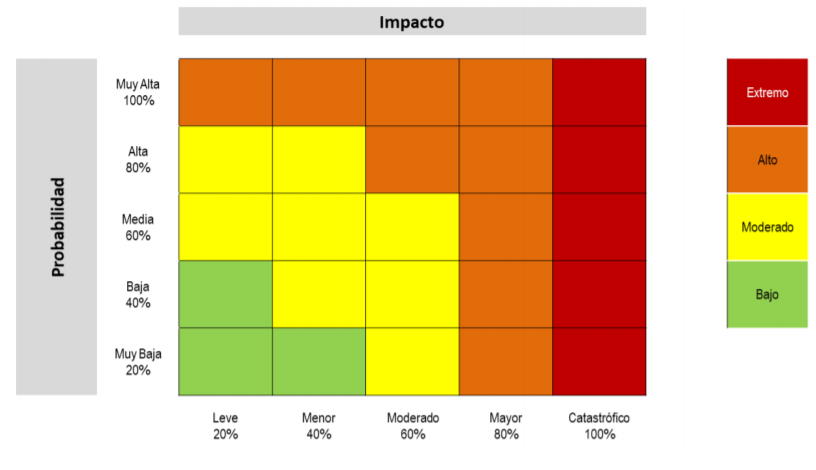 Impacto
Probabilidad
Muy Alta
100%
Alta
80%
Media
60%
Baja
40%
Muy Baja
20%
Leve
20%
Menor
40%
Moderado
60%
Mayor
80%
Catastrófico
100%
Extremo
Alto
Moderado
Bajo